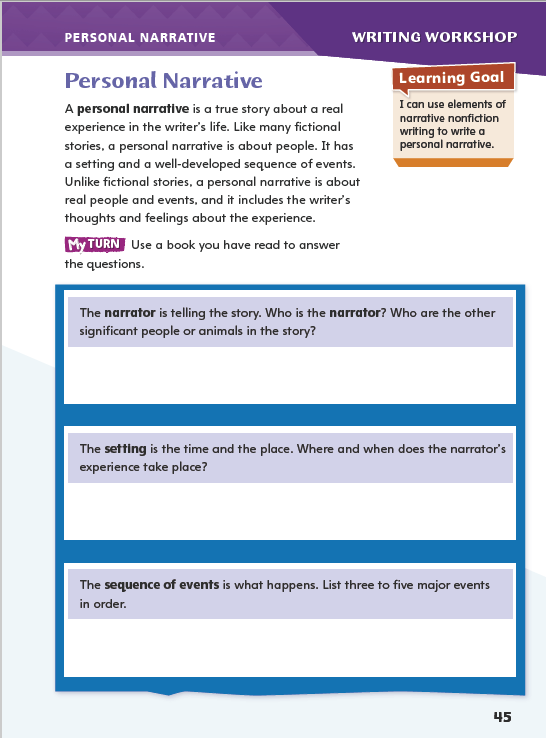 PERSONAL NARRATIVE
WRITING WORKSHOP
Personal Narrative
A personal narrative is a true story about a real
experience in the writer's life. Like many fictional
stories, a personal narrative is about people. It has
a setting and a well-developed sequence of events.
Unlike fictional stories, a personal narrative is about
real people and events, and it includes the writer's
thoughts and feelings about the experience.
Learning Goal
I can use elements of
narrative nonfiction
writing to write a
personal narrative.
My TURN Use a book you have read to answer
the questions.
The narrator is telling the story. Who is the narrator? Who are the other
significant people or animals in the story?
The setting is the time and the place. Where and when does the narrator's
experience take place?
The sequence of events is what happens. List three to five major events
in order.
45